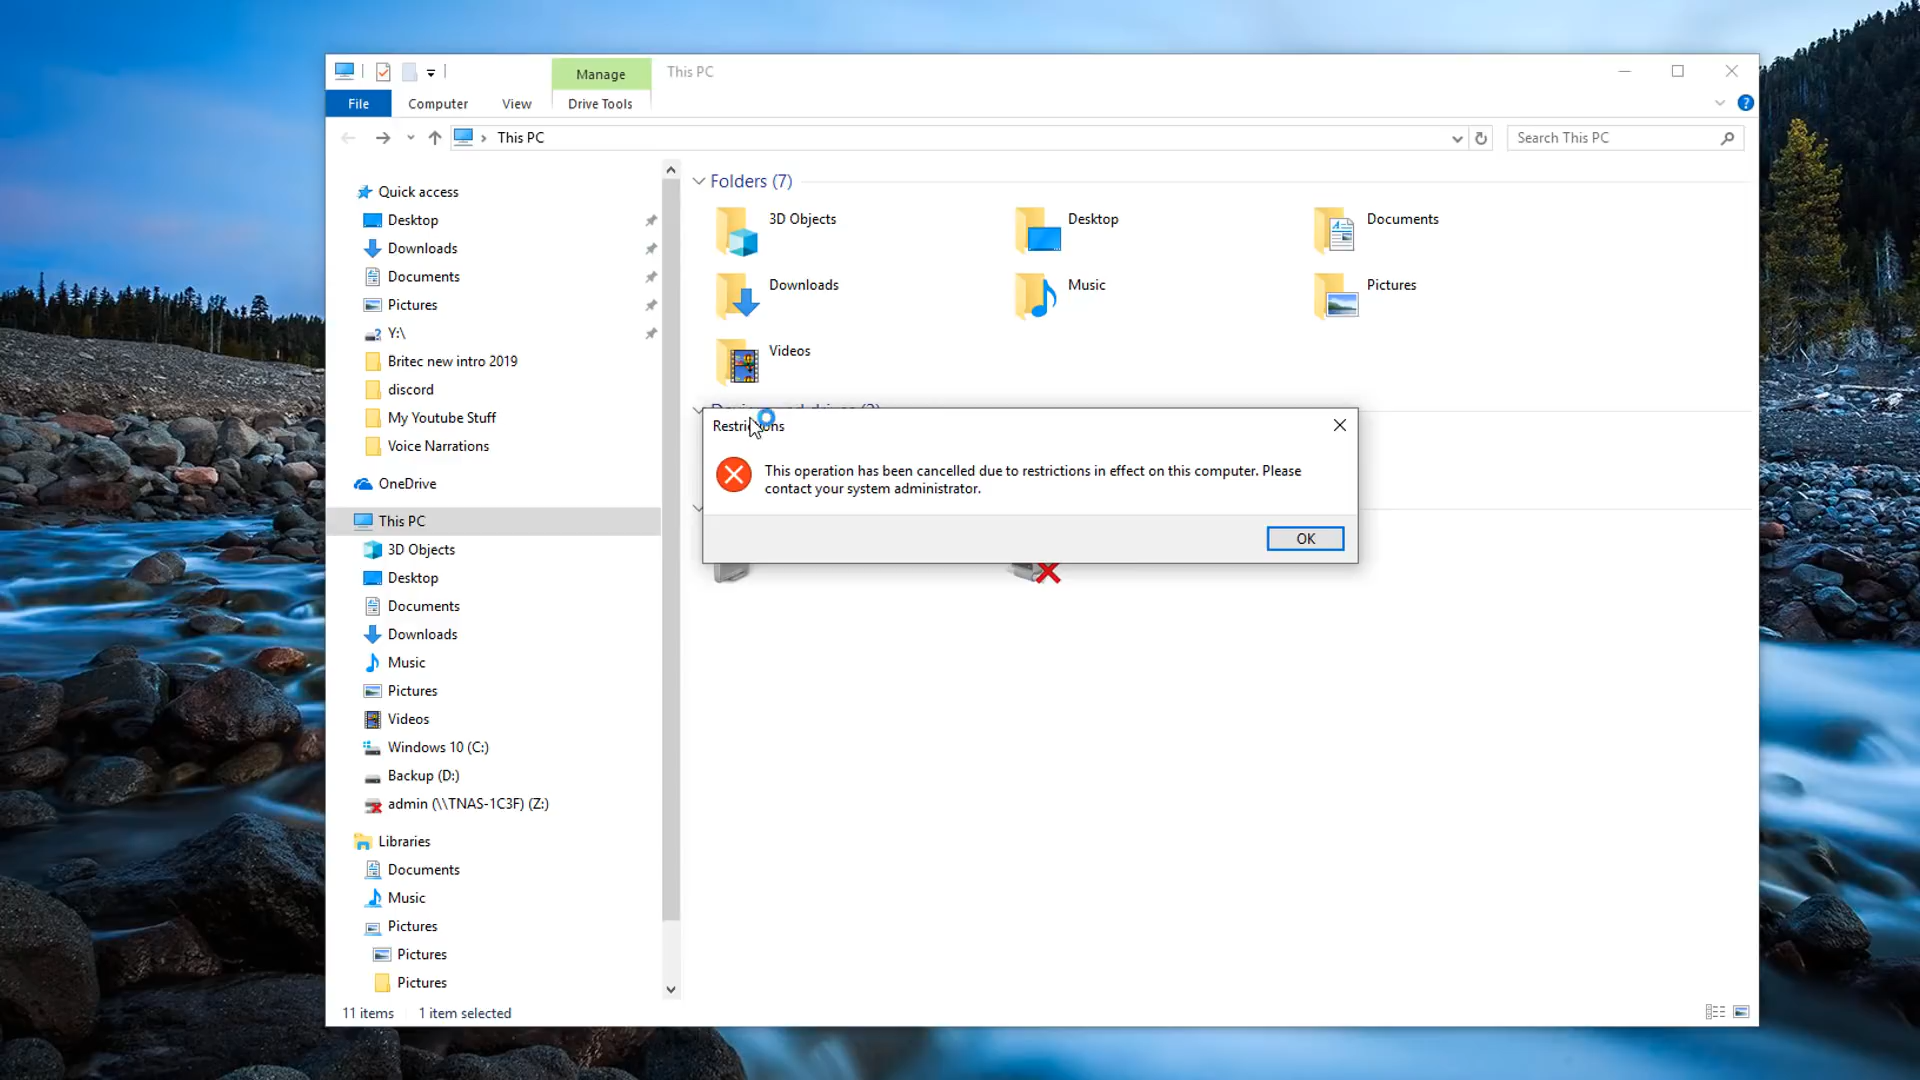 Manage
This PC
File
Computer
View
Drive Tools
This PC
Search This PC
Quick access
Desktop
Downloads
Documents
Pictures
Y:\
Britec new intro 2019
discord
My Youtube Stuff
Voice Narrations
OneDrive
This PC
3D Objects
Desktop
Documents
Downloads
Music
Pictures
Videos
Windows 10 (C:)
Backup (D:)
admin (\\TNAS-1C3F) (Z:)
Libraries
Documents
Music
Pictures
Pictures
Pictures
Folders (7)
3D Objects
Desktop
Documents
Downloads
Music
Pictures
Videos
This operation has been cancelled due to restrictions in effect on this computer. Please
contact your system administrator.
OK
11 items
1 item selected